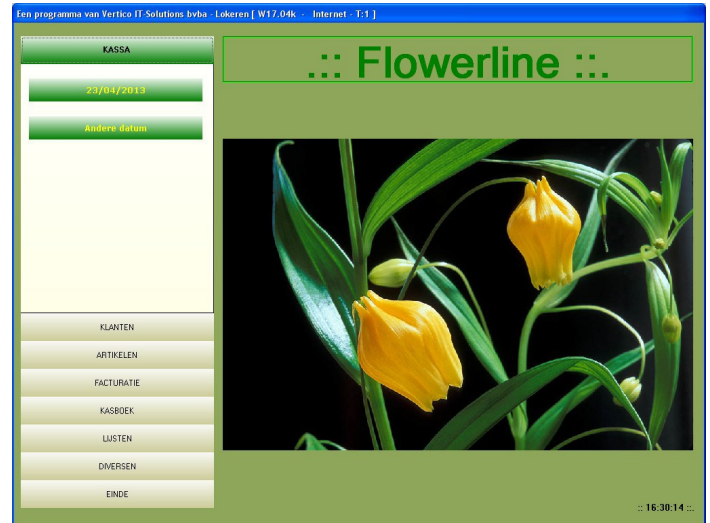 Een programma van Vertico IT-Solutions bvba - Lokeren [ W17.04k - Internet - T:1 ]
KASSA
.:: Flowerline ::.
23/04/2013
Andere datum
KLANTEN
ARTIKELEN
FACTURATIE
KASBOEK
LIJSTEN
DIVERSEN
EINDE
:: 16:30:14 ::.